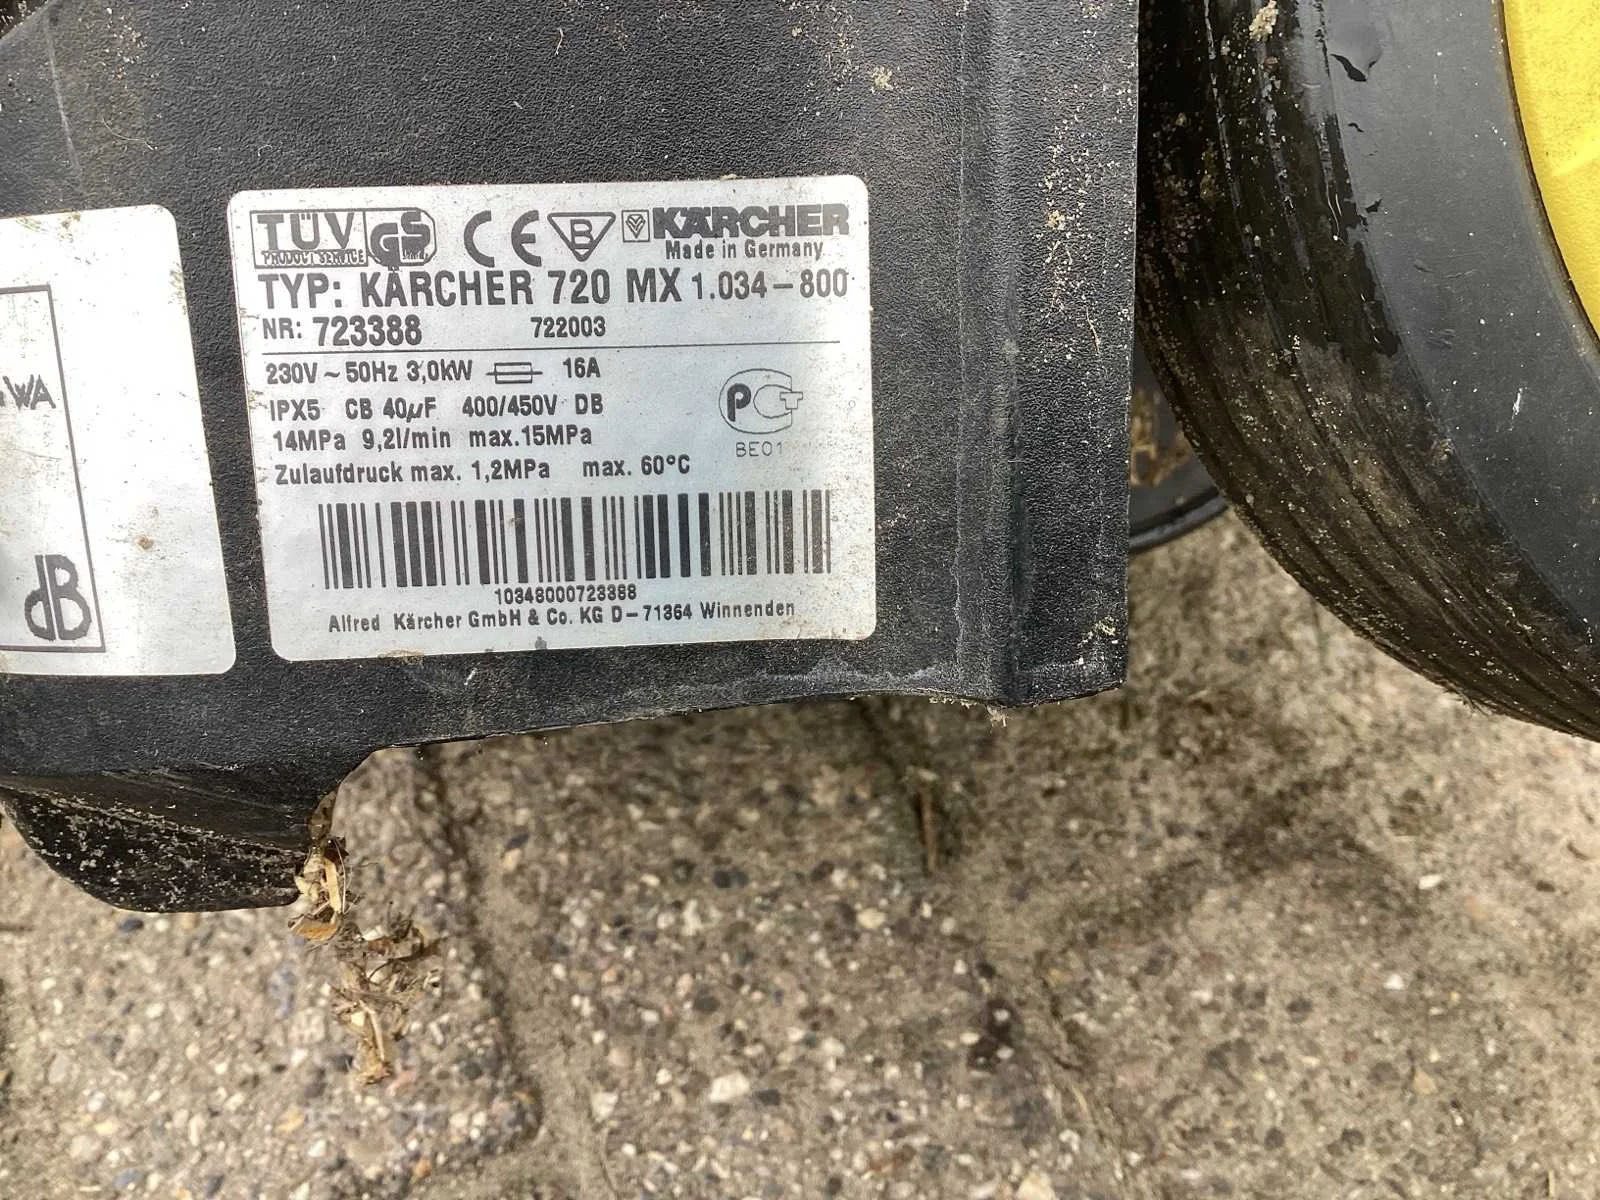 WA
dB
TÜV GS CE B KÄRCHER
PRODUCT SERVICE Made in Germany
TYP: KÄRCHER 720 MX 1.034-800
NR: 723388 722003
230V ~ 50Hz 3,0kW 16A
IPX5 CB 40µF 400/450V DB
14MPa 9,2l/min max.15MPa
BE01
Zulaufdruck max. 1,2MPa max. 60°C
10348000723388
Alfred Kärcher GmbH & Co. KG D-71364 Winnenden